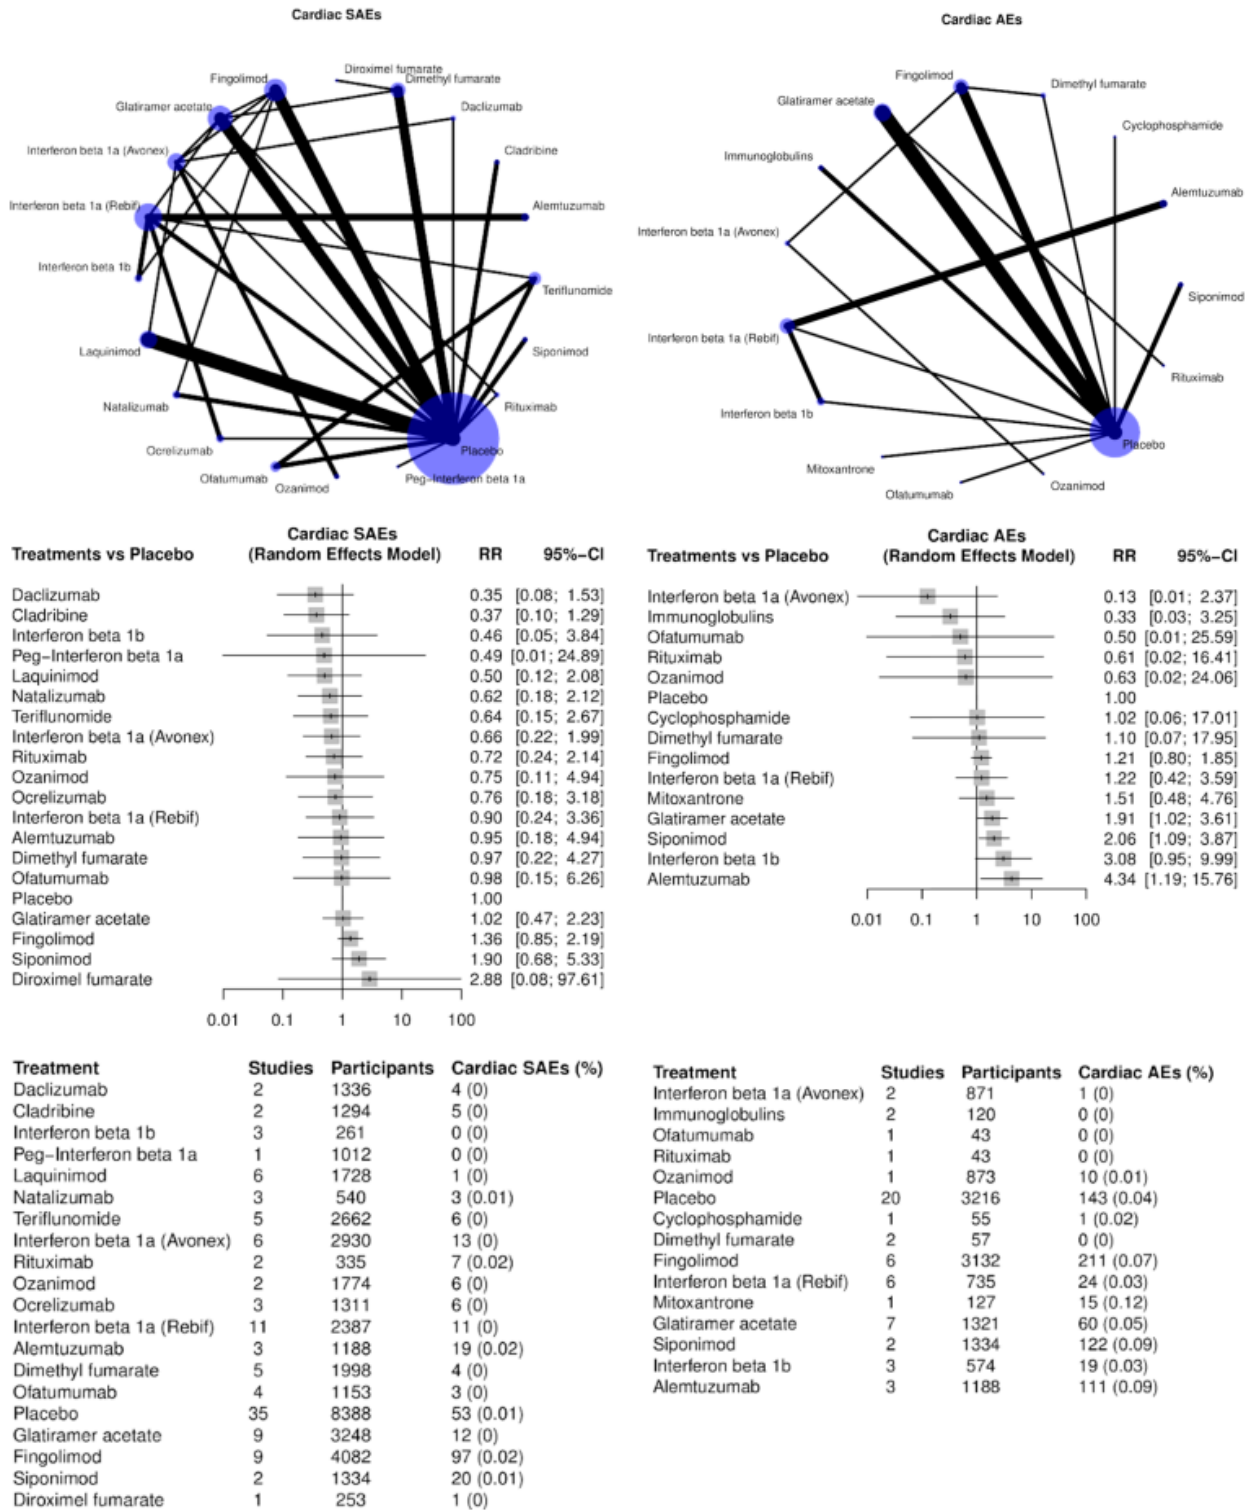 Cardiac SAEs
Diroximel fumarate
Fingolimod
Dimethyl fumarate
Glatiramer acetate
Daclizumab
Interferon beta 1a (Avonex)
Cladribine
Interferon beta 1a (Rebif)
Alemtuzumab
Interferon beta 1b
Teriflunomide
Laquinimod
Siponimod
Natalizumab
Rituximab
Ocrelizumab
Placebo
Ofatumumab
Ozanimod
Peg-Interferon beta 1a
Cardiac AEs
Fingolimod
Dimethyl fumarate
Glatiramer acetate
Cyclophosphamide
Immunoglobulins
Alemtuzumab
Interferon beta 1a (Avonex)
Siponimod
Interferon beta 1a (Rebif)
Rituximab
Interferon beta 1b
Placebo
Mitoxantrone
Ozanimod
Ofatumumab
Cardiac SAEs
Treatments vs Placebo (Random Effects Model) RR 95%-CI
Daclizumab 0.35 [0.08; 1.53]
Cladribine 0.37 [0.10; 1.29]
Interferon beta 1b 0.46 [0.05; 3.84]
Peg-Interferon beta 1a 0.49 [0.01; 24.89]
Laquinimod 0.50 [0.12; 2.08]
Natalizumab 0.62 [0.18; 2.12]
Teriflunomide 0.64 [0.15; 2.67]
Interferon beta 1a (Avonex) 0.66 [0.22; 1.99]
Rituximab 0.72 [0.24; 2.14]
Ozanimod 0.75 [0.11; 4.94]
Ocrelizumab 0.76 [0.18; 3.18]
Interferon beta 1a (Rebif) 0.90 [0.24; 3.36]
Alemtuzumab 0.95 [0.18; 4.94]
Dimethyl fumarate 0.97 [0.22; 4.27]
Ofatumumab 0.98 [0.15; 6.26]
Placebo 1.00
Glatiramer acetate 1.02 [0.47; 2.23]
Fingolimod 1.36 [0.85; 2.19]
Siponimod 1.90 [0.68; 5.33]
Diroximel fumarate 2.88 [0.08; 97.61]
0.01 0.1 1 10 100
Cardiac AEs
Treatments vs Placebo (Random Effects Model) RR 95%-CI
Interferon beta 1a (Avonex) 0.13 [0.01; 2.37]
Immunoglobulins 0.33 [0.03; 3.25]
Ofatumumab 0.50 [0.01; 25.59]
Rituximab 0.61 [0.02; 16.41]
Ozanimod 0.63 [0.02; 24.06]
Placebo 1.00
Cyclophosphamide 1.02 [0.06; 17.01]
Dimethyl fumarate 1.10 [0.07; 17.95]
Fingolimod 1.21 [0.80; 1.85]
Interferon beta 1a (Rebif) 1.22 [0.42; 3.59]
Mitoxantrone 1.51 [0.48; 4.76]
Glatiramer acetate 1.91 [1.02; 3.61]
Siponimod 2.06 [1.09; 3.87]
Interferon beta 1b 3.08 [0.95; 9.99]
Alemtuzumab 4.34 [1.19; 15.76]
0.01 0.1 1 10 100
Treatment Studies Participants Cardiac SAEs (%)
Daclizumab 2 1336 4 (0)
Cladribine 2 1294 5 (0)
Interferon beta 1b 3 261 0 (0)
Peg-Interferon beta 1a 1 1012 0 (0)
Laquinimod 6 1728 1 (0)
Natalizumab 3 540 3 (0.01)
Teriflunomide 5 2662 6 (0)
Interferon beta 1a (Avonex) 6 2930 13 (0)
Rituximab 2 335 7 (0.02)
Ozanimod 2 1774 6 (0)
Ocrelizumab 3 1311 6 (0)
Interferon beta 1a (Rebif) 11 2387 11 (0)
Alemtuzumab 3 1188 19 (0.02)
Dimethyl fumarate 5 1998 4 (0)
Ofatumumab 4 1153 3 (0)
Placebo 35 8388 53 (0.01)
Glatiramer acetate 9 3248 12 (0)
Fingolimod 9 4082 97 (0.02)
Siponimod 2 1334 20 (0.01)
Diroximel fumarate 1 253 1 (0)
Treatment Studies Participants Cardiac AEs (%)
Interferon beta 1a (Avonex) 2 871 1 (0)
Immunoglobulins 2 120 0 (0)
Ofatumumab 1 43 0 (0)
Rituximab 1 43 0 (0)
Ozanimod 1 873 10 (0.01)
Placebo 20 3216 143 (0.04)
Cyclophosphamide 1 55 1 (0.02)
Dimethyl fumarate 2 57 0 (0)
Fingolimod 6 3132 211 (0.07)
Interferon beta 1a (Rebif) 6 735 24 (0.03)
Mitoxantrone 1 127 15 (0.12)
Glatiramer acetate 7 1321 60 (0.05)
Siponimod 2 1334 122 (0.09)
Interferon beta 1b 3 574 19 (0.03)
Alemtuzumab 3 1188 111 (0.09)